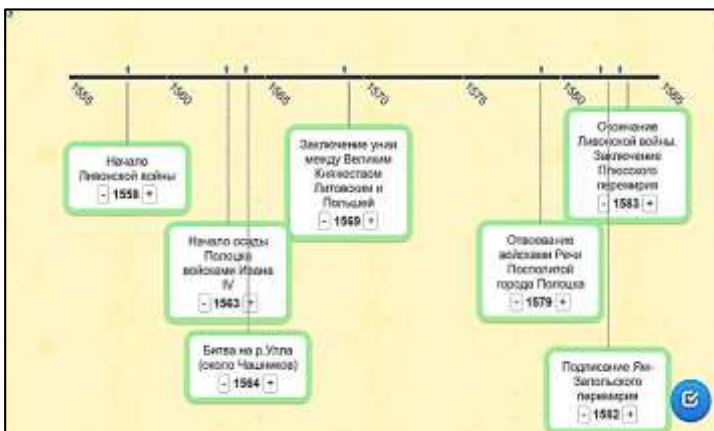 1555
1560
1565
1570
1575
1580
1585
Начало
Ливонской войны
- 1558 +
Начало осады
Полоцка
войсками Ивана
IV
- 1563 +
Битва на р.Улла
(около Чашников)
- 1564 +
Заключение унии
между Великим
Княжеством
Литовским и
Польшей
- 1569 +
Отвоевание
войсками Речи
Посполитой
города Полоцка
- 1579 +
Окончание
Ливонской войны.
Заключение
Плюсского
перемирия
- 1583 +
Подписание Ям-
Запольского
перемирия
- 1582 +